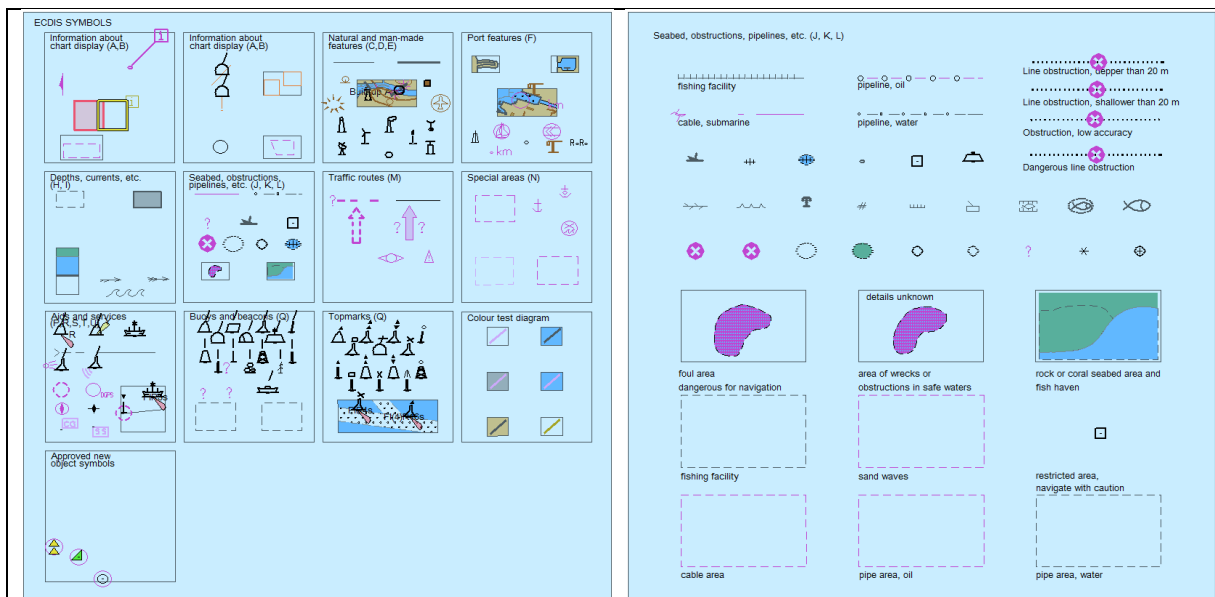 ECDIS SYMBOLS
Information about
chart display (A,B)
Information about
chart display (A,B)
Natural and man-made
features (C,D,E)
Port features (F)
km
R=R=
Depths, currents, etc.
(H, I)
Seabed, obstructions,
pipelines, etc. (J, K, L)
?
Traffic routes (M)
?
? ?
Special areas (N)
Aids and services
(P,R,S,T,U)
R
DGPS
CG
SS
Buoys and beacons (Q)
?
? ?
Topmarks (Q)
Colour test diagram
Approved new
object symbols
Seabed, obstructions, pipelines, etc. (J, K, L)
fishing facility
pipeline, oil
Line obstruction, depper than 20 m
Line obstruction, shallower than 20 m
cable, submarine
pipeline, water
Obstruction, low accuracy
Dangerous line obstruction
?
details unknown
foul area
dangerous for navigation
area of wrecks or
obstructions in safe waters
rock or coral seabed area and
fish haven
fishing facility
sand waves
restricted area,
navigate with caution
cable area
pipe area, oil
pipe area, water